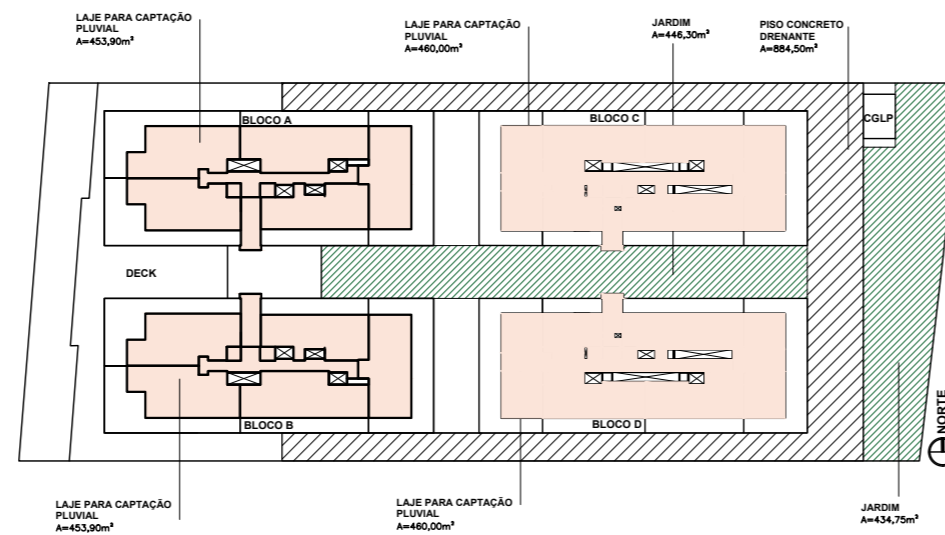 LAJE PARA CAPTAÇÃO
PLUVIAL
A=453,90m²
LAJE PARA CAPTAÇÃO
PLUVIAL
A=460,00m²
JARDIM
A=446,30m²
PISO CONCRETO
DRENANTE
A=884,50m²
BLOCO A
BLOCO C
CGLP
DECK
BLOCO B
BLOCO D
NORTE
LAJE PARA CAPTAÇÃO
PLUVIAL
A=453,90m²
LAJE PARA CAPTAÇÃO
PLUVIAL
A=460,00m²
JARDIM
A=434,75m²